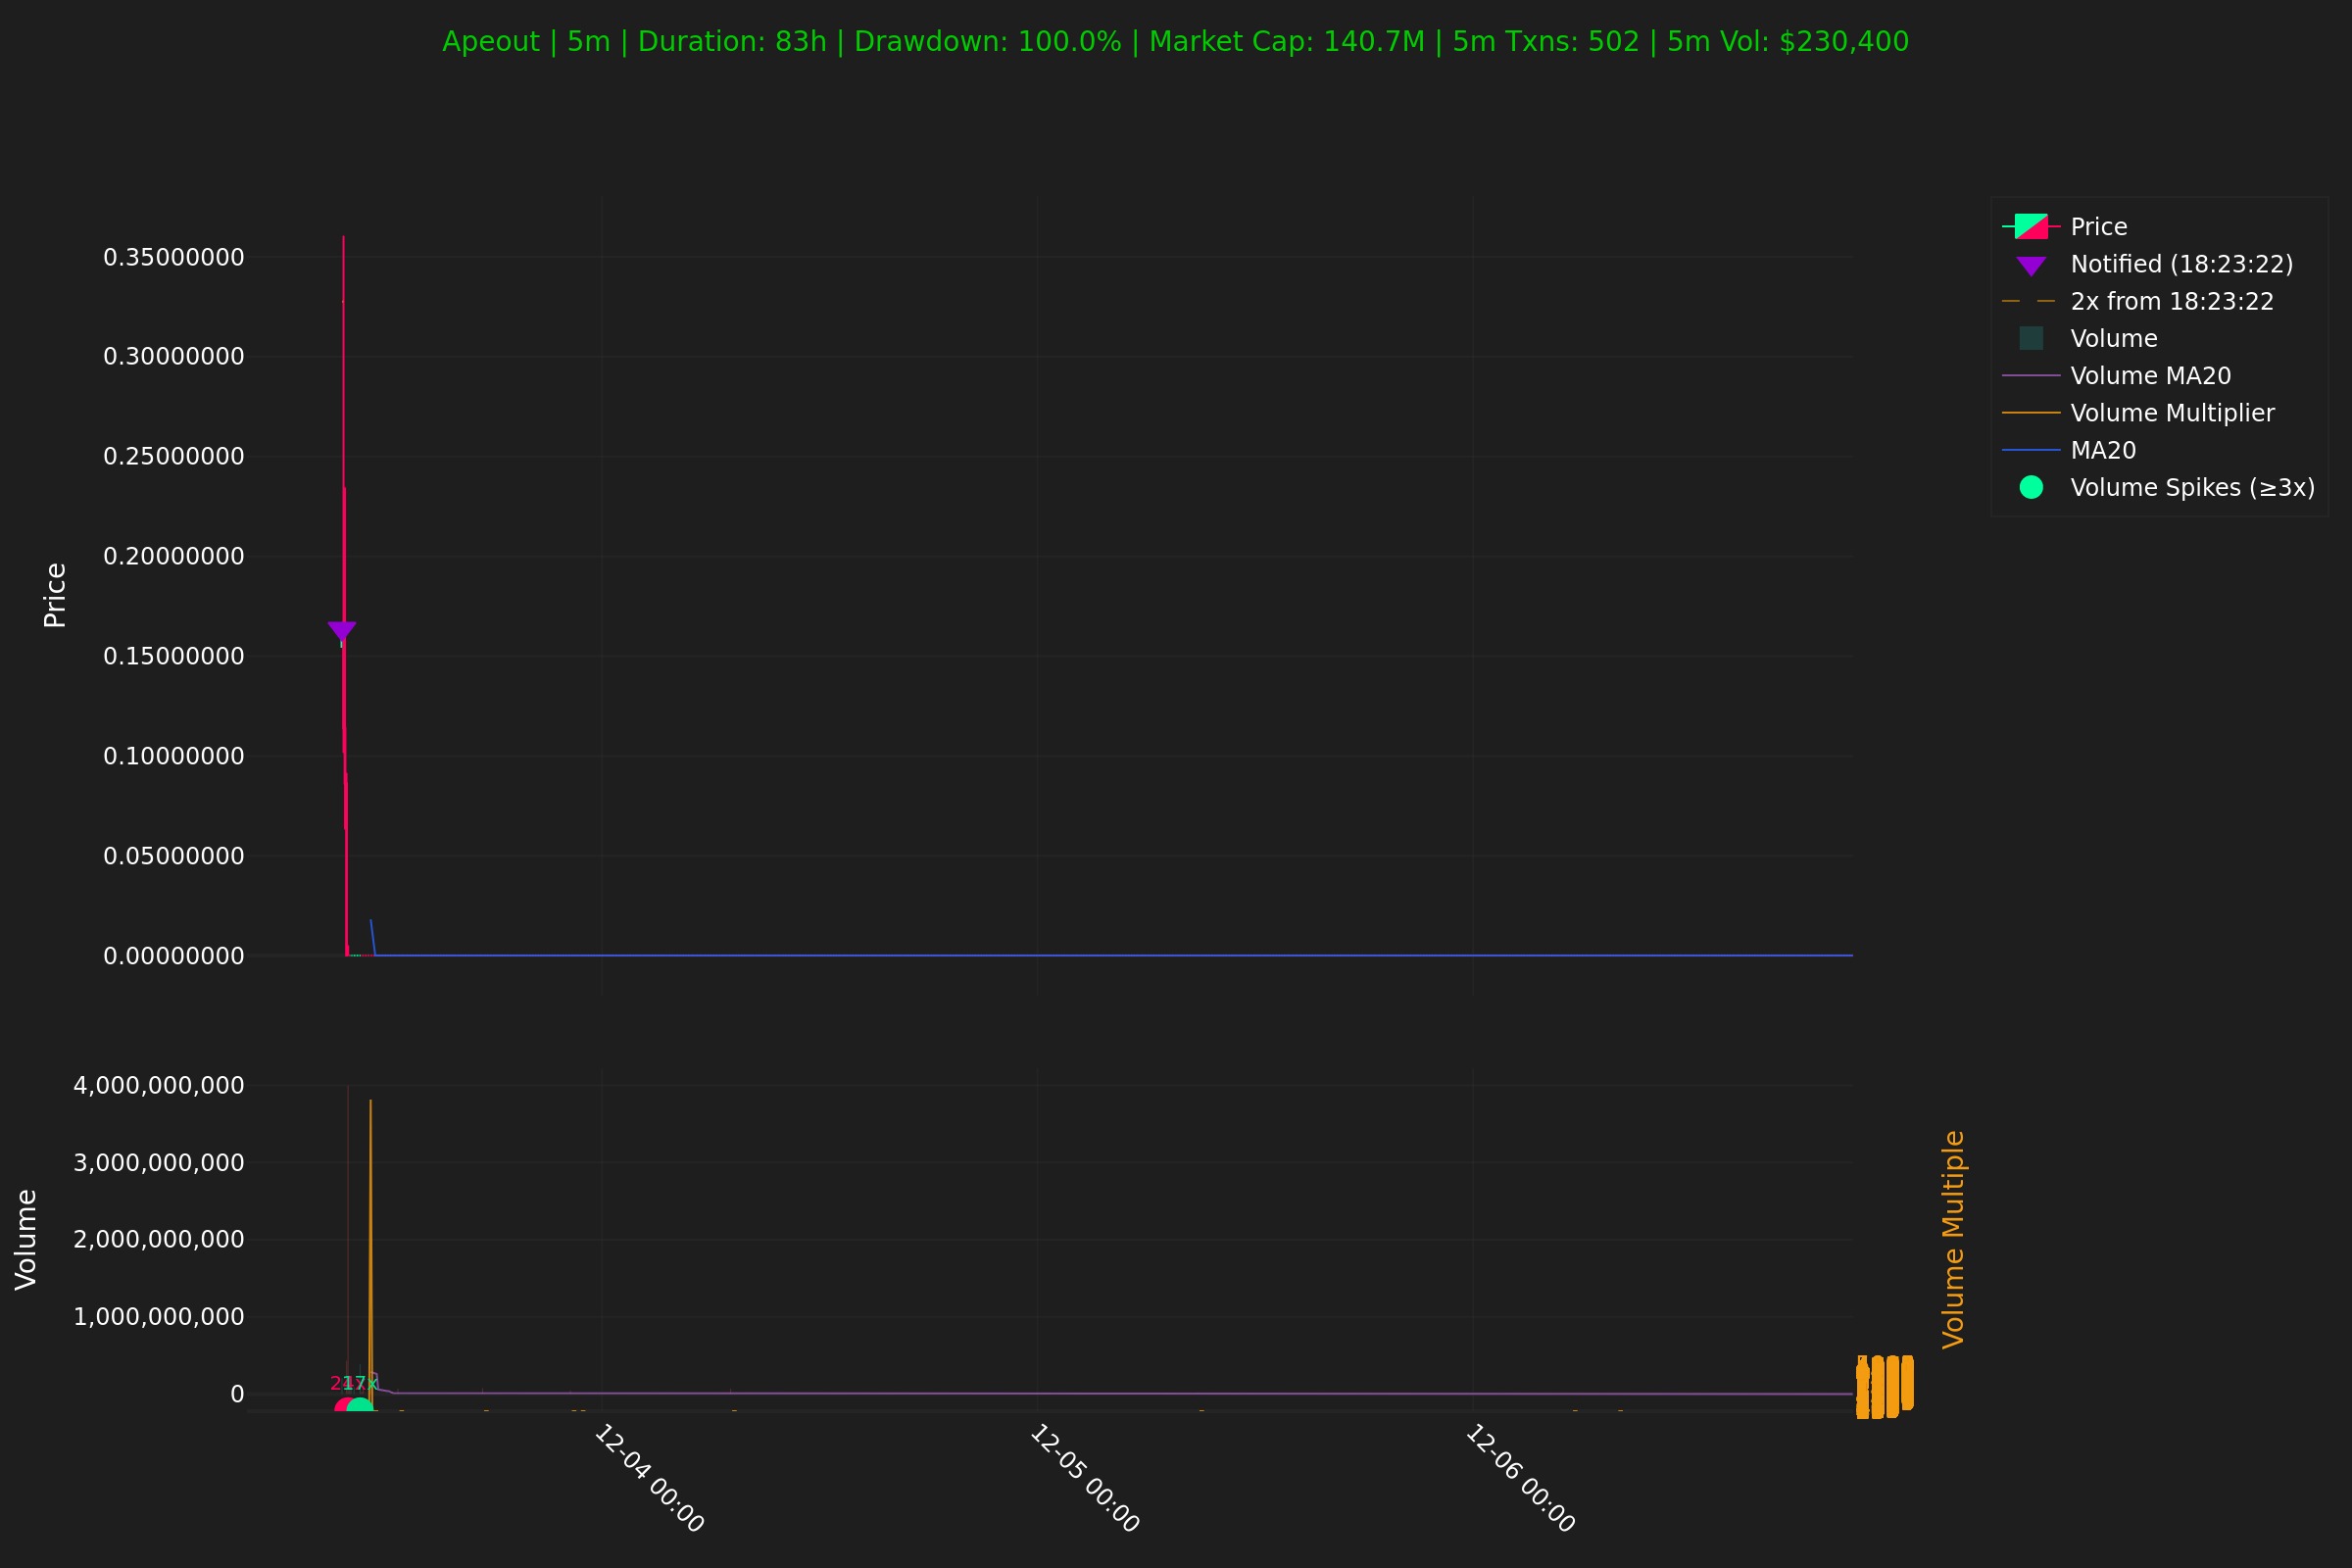 Apeout | 5m | Duration: 83h | Drawdown: 100.0% | Market Cap: 140.7M | 5m Txns: 502 | 5m Vol: $230,400
Price
0.35000000
0.30000000
0.25000000
0.20000000
0.15000000
0.10000000
0.05000000
0.00000000
Price
Notified (18:23:22)
2x from 18:23:22
Volume
Volume MA20
Volume Multiplier
MA20
Volume Spikes (≥3x)
Volume
4,000,000,000
3,000,000,000
2,000,000,000
1,000,000,000
0
17x
Volume Multiple
12-04 00:00
12-05 00:00
12-06 00:00